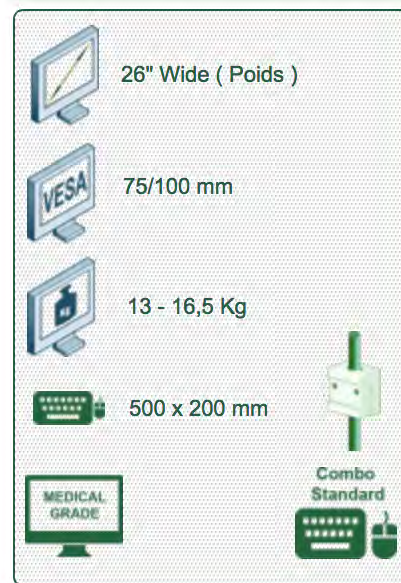 26" Wide ( Poids )
VESA
75/100 mm
13 - 16,5 Kg
500 x 200 mm
MEDICAL
GRADE
Combo
Standard